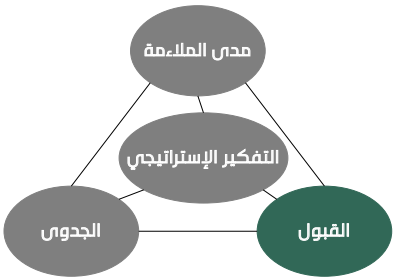 مدى الملاءمة
التفكير الإستراتيجي
الجدوى
القبول